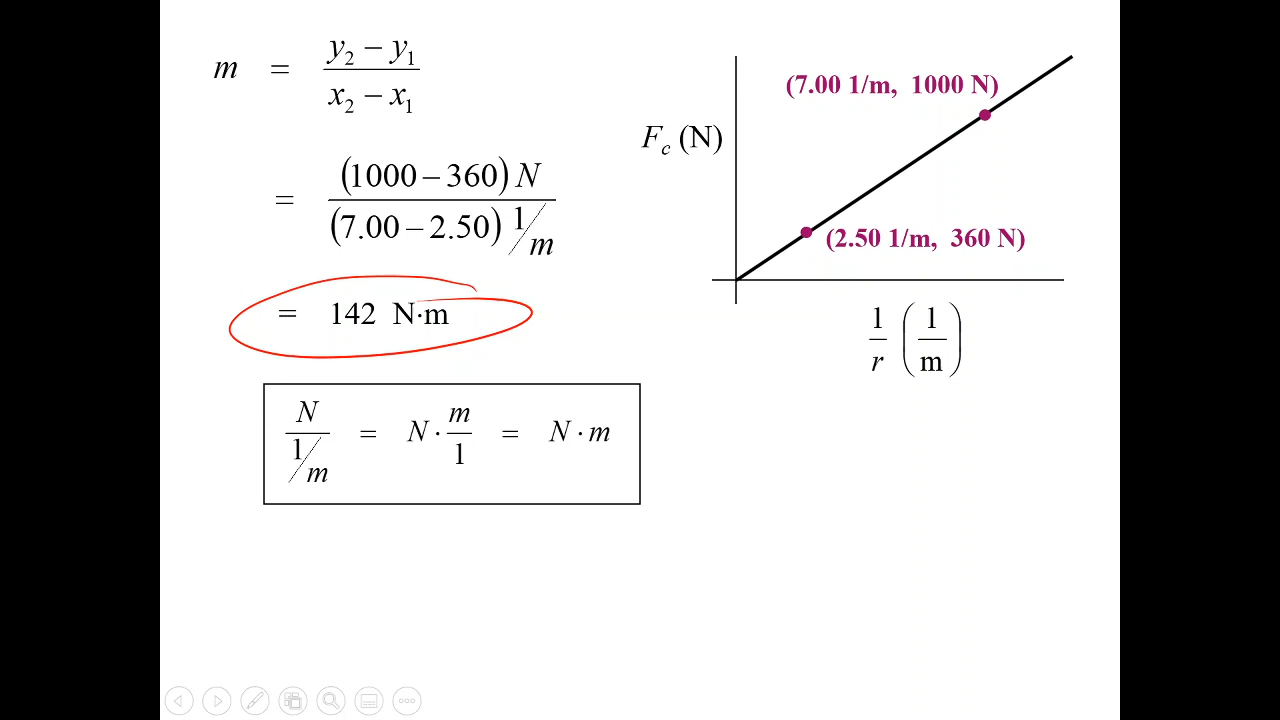 m = y₂ − y₁ / x₂ − x₁
= (1000 − 360) N / (7.00 − 2.50) 1/m
= 142 N·m
N / 1/m = N · m/1 = N · m
(7.00 1/m, 1000 N)
F_c (N)
(2.50 1/m, 360 N)
1/r (1/m)